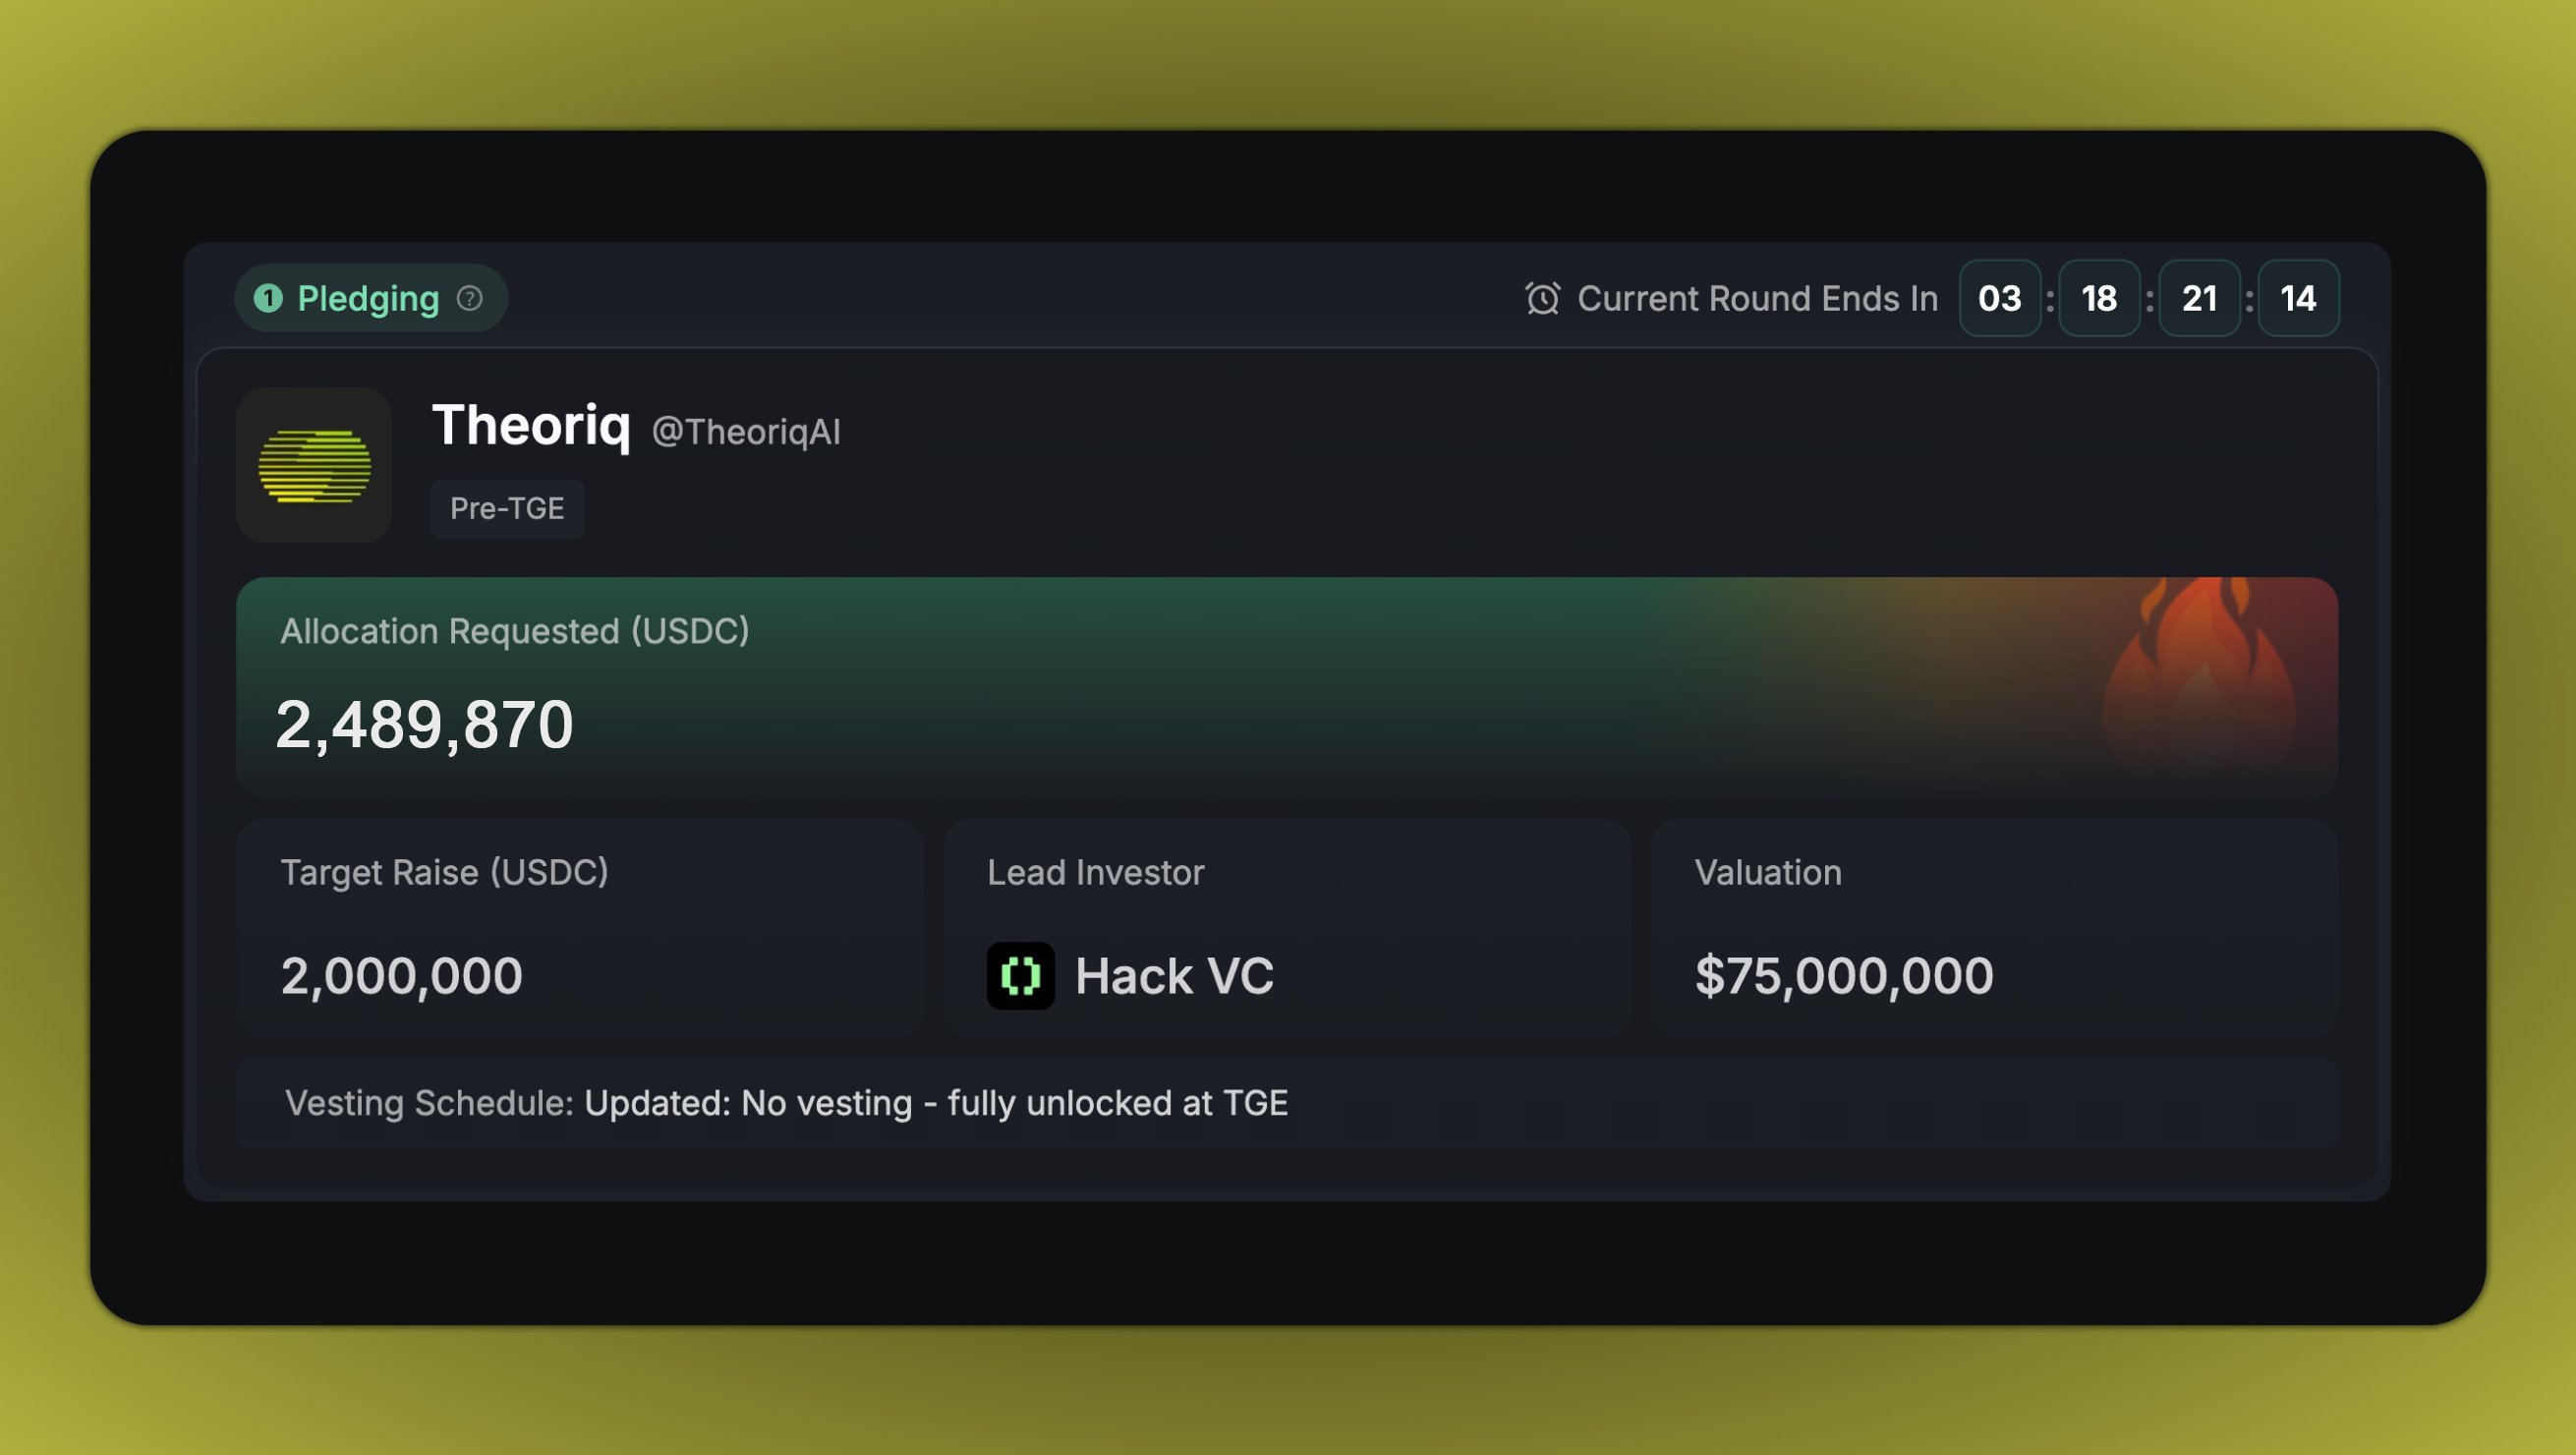 1 Pledging ?
Current Round Ends In 03 : 18 : 21 : 14
Theoriq @TheoriqAI
Pre-TGE
Allocation Requested (USDC)
2,489,870
Target Raise (USDC)
2,000,000
Lead Investor
Hack VC
Valuation
$75,000,000
Vesting Schedule: Updated: No vesting - fully unlocked at TGE